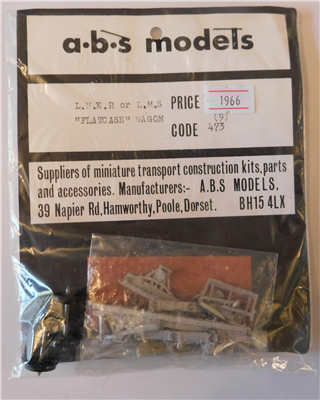 a·b·s models
L.N.E.R or L.M.S PRICE 1966
"FLATCASE" WAGON (9)
CODE 473
Suppliers of miniature transport construction kits,parts
and accessories. Manufacturers:- A.B.S MODELS,
39 Napier Rd,Hamworthy,Poole,Dorset. BH15 4LX